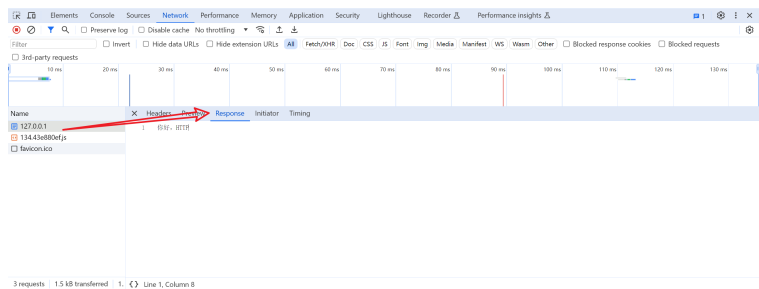 Elements Console Sources Network Performance Memory Application Security Lighthouse Recorder Performance insights 1
Preserve log Disable cache No throttling
Filter Invert Hide data URLs Hide extension URLs All Fetch/XHR Doc CSS JS Font Img Media Manifest WS Wasm Other Blocked response cookies Blocked requests
3rd-party requests
10 ms 20 ms 30 ms 40 ms 50 ms 60 ms 70 ms 80 ms 90 ms 100 ms 110 ms 120 ms 130 ms
Name Headers Preview Response Initiator Timing
127.0.0.1 1 你好，HTTP
134.43e880ef.js
favicon.ico
3 requests 1.5 kB transferred 1. {} Line 1, Column 8